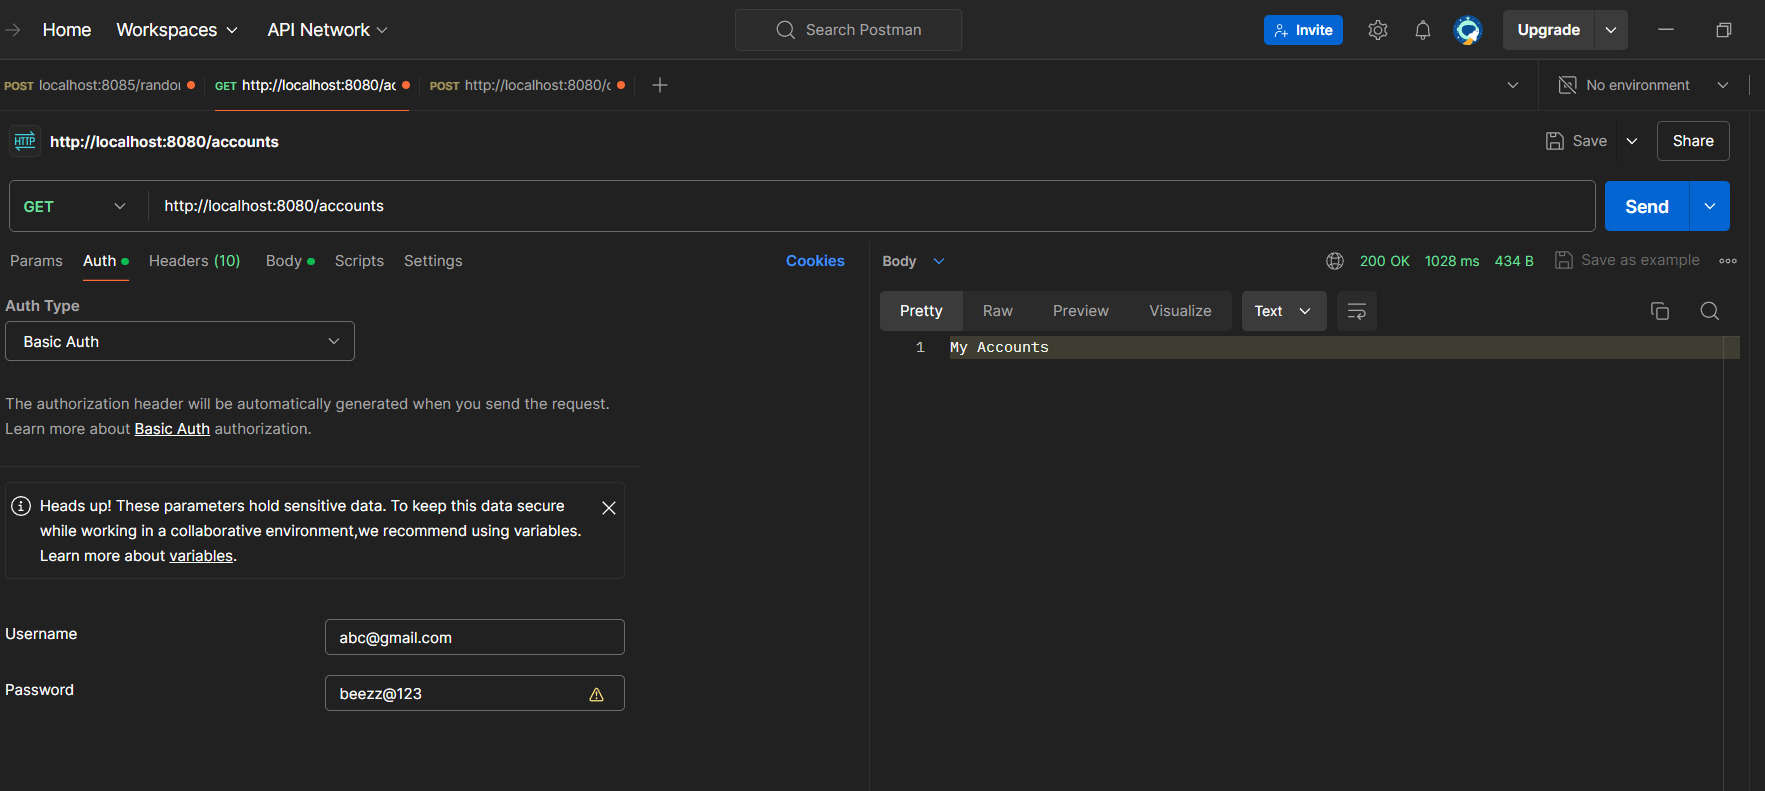 Home Workspaces API Network Search Postman Invite Upgrade
POST localhost:8085/randoı GET http://localhost:8080/ac POST http://localhost:8080/c No environment
HTTP http://localhost:8080/accounts Save Share
GET http://localhost:8080/accounts Send
Params Auth Headers (10) Body Scripts Settings Cookies
Body 200 OK 1028 ms 434 B Save as example
Auth Type
Basic Auth
The authorization header will be automatically generated when you send the request.
Learn more about Basic Auth authorization.
Heads up! These parameters hold sensitive data. To keep this data secure
while working in a collaborative environment,we recommend using variables.
Learn more about variables.
Username abc@gmail.com
Password beezz@123
Pretty Raw Preview Visualize Text
1 My Accounts